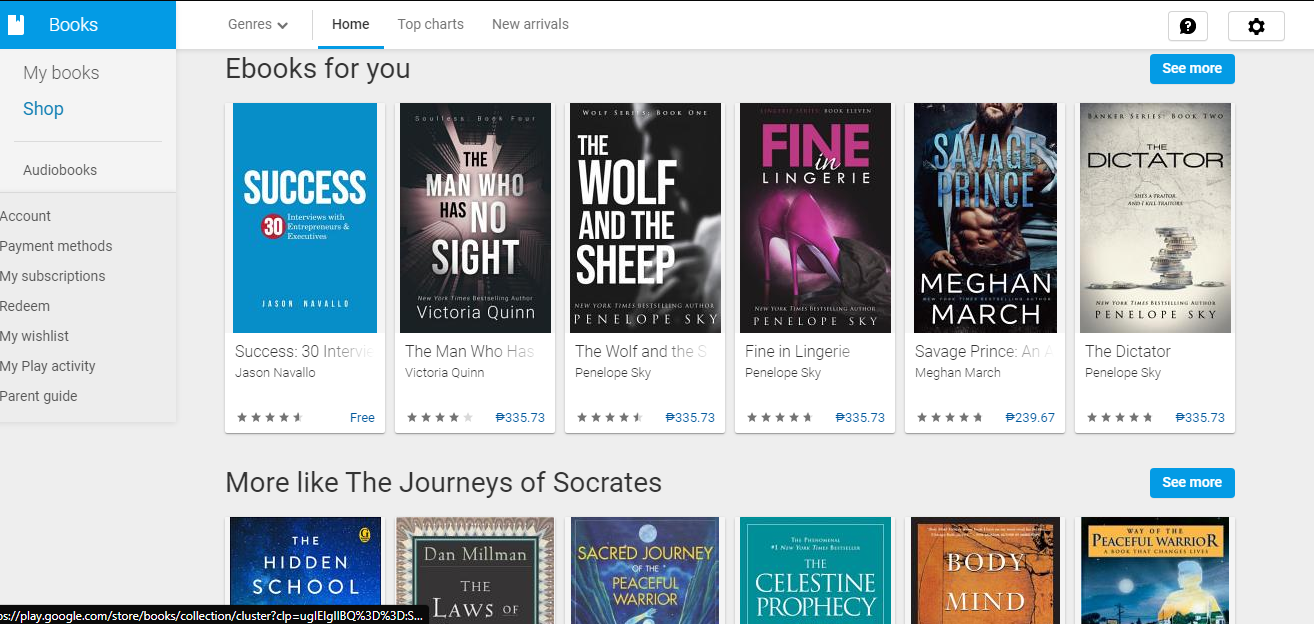 Books
Genres
Home
Top charts
New arrivals
My books
Shop
Audiobooks
Account
Payment methods
My subscriptions
Redeem
My wishlist
My Play activity
Parent guide
Ebooks for you
See more
SUCCESS
30 Interviews with
Entrepreneurs &
Executives
JASON NAVALLO
Success: 30 Intervie
Jason Navallo
Free
Soulless: Book Four
THE
MAN WHO
HAS NO
SIGHT
New York Times Bestselling Author
Victoria Quinn
The Man Who Has
Victoria Quinn
₱335.73
Wolf Series: Book One
THE
WOLF
AND THE
SHEEP
New York Times Bestselling Author
PENELOPE SKY
The Wolf and the S
Penelope Sky
₱335.73
Lingerie Series: Book Eleven
FINE
in
LINGERIE
New York Times Bestselling Author
PENELOPE SKY
Fine in Lingerie
Penelope Sky
₱335.73
SAVAGE
PRINCE
NEW YORK TIMES BESTSELLING AUTHOR
MEGHAN
MARCH
Savage Prince: An A
Meghan March
₱239.67
Banker Series: Book Two
THE
DICTATOR
SHE'S A TRAITOR.
AND I KILL TRAITORS
New York Times Bestselling Author
PENELOPE SKY
The Dictator
Penelope Sky
₱335.73
More like The Journeys of Socrates
See more
THE
HIDDEN
SCHOOL
Dan Millman
THE
LAWS OF
SACRED JOURNEY
OF THE
PEACEFUL
WARRIOR
THE PHENOMENAL
#1 New York Times BESTSELLER
THE
CELESTINE
PROPHECY
BODY
MIND
WAY OF THE
PEACEFUL WARRIOR
A BOOK THAT CHANGES LIVES
ps://play.google.com/store/books/collection/cluster?clp=ugIEIgIIBQ%3D%3D:S...